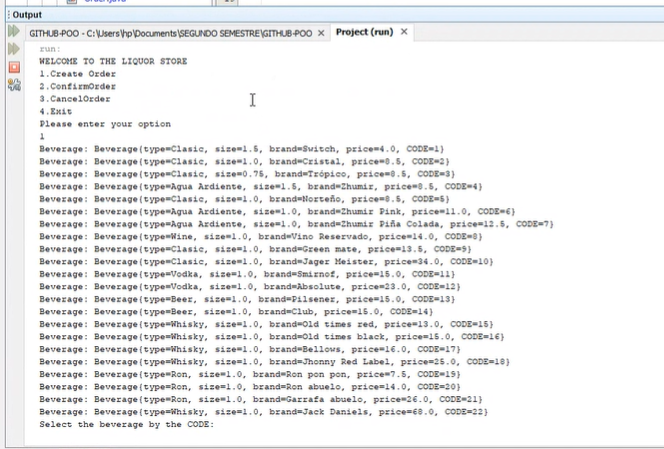 Output
GITHUB-POO - C:\Users\hp\Documents\SEGUNDO SEMESTRE\GITHUB-POO × Project (run) ×
run:
WELCOME TO THE LIQUOR STORE
1.Create Order
2.ConfirmOrder
3.CancelOrder
4.Exit
Please enter your option
1
Beverage: Beverage{type=Clasic, size=1.5, brand=Switch, price=4.0, CODE=1}
Beverage: Beverage{type=Clasic, size=1.0, brand=Cristal, price=8.5, CODE=2}
Beverage: Beverage{type=Clasic, size=0.75, brand=Trópico, price=8.5, CODE=3}
Beverage: Beverage{type=Agua Ardiente, size=1.5, brand=Zhumir, price=8.5, CODE=4}
Beverage: Beverage{type=Clasic, size=1.0, brand=Norteño, price=8.5, CODE=5}
Beverage: Beverage{type=Agua Ardiente, size=1.0, brand=Zhumir Pink, price=11.0, CODE=6}
Beverage: Beverage{type=Agua Ardiente, size=1.0, brand=Zhumir Piña Colada, price=12.5, CODE=7}
Beverage: Beverage{type=Wine, size=1.0, brand=Vino Reservado, price=14.0, CODE=8}
Beverage: Beverage{type=Clasic, size=1.0, brand=Green mate, price=13.5, CODE=9}
Beverage: Beverage{type=Clasic, size=1.0, brand=Jager Meister, price=34.0, CODE=10}
Beverage: Beverage{type=Vodka, size=1.0, brand=Smirnof, price=15.0, CODE=11}
Beverage: Beverage{type=Vodka, size=1.0, brand=Absolute, price=23.0, CODE=12}
Beverage: Beverage{type=Beer, size=1.0, brand=Pilsener, price=15.0, CODE=13}
Beverage: Beverage{type=Beer, size=1.0, brand=Club, price=15.0, CODE=14}
Beverage: Beverage{type=Whisky, size=1.0, brand=Old times red, price=13.0, CODE=15}
Beverage: Beverage{type=Whisky, size=1.0, brand=Old times black, price=15.0, CODE=16}
Beverage: Beverage{type=Whisky, size=1.0, brand=Bellows, price=16.0, CODE=17}
Beverage: Beverage{type=Whisky, size=1.0, brand=Jhonny Red Label, price=25.0, CODE=18}
Beverage: Beverage{type=Ron, size=1.0, brand=Ron pon pon, price=7.5, CODE=19}
Beverage: Beverage{type=Ron, size=1.0, brand=Ron abuelo, price=14.0, CODE=20}
Beverage: Beverage{type=Ron, size=1.0, brand=Garrafa abuelo, price=26.0, CODE=21}
Beverage: Beverage{type=Whisky, size=1.0, brand=Jack Daniels, price=68.0, CODE=22}
Select the beverage by the CODE: